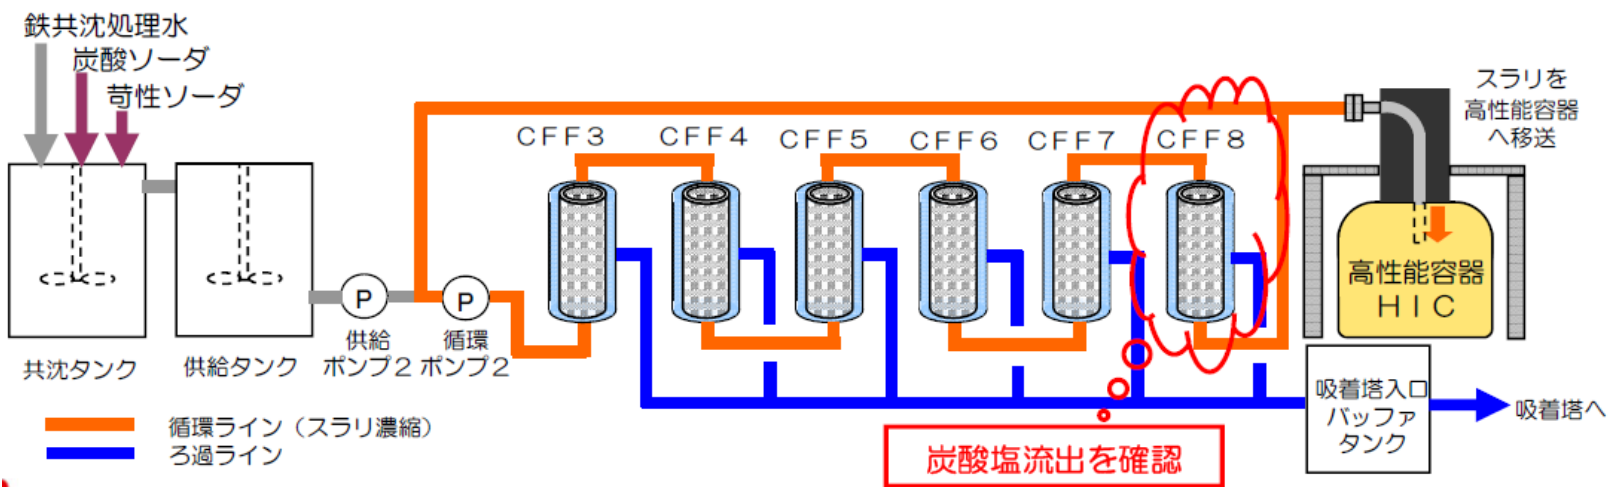 鉄共沈処理水
炭酸ソーダ
苛性ソーダ
スラリを
高性能容器
へ移送
CFF3
CFF4
CFF5
CFF6
CFF7
CFF8
高性能容器
HIC
P
P
供給
ポンプ2
循環
ポンプ2
共沈タンク
供給タンク
吸着塔入口
バッファ
タンク
吸着塔へ
循環ライン（スラリ濃縮）
ろ過ライン
炭酸塩流出を確認